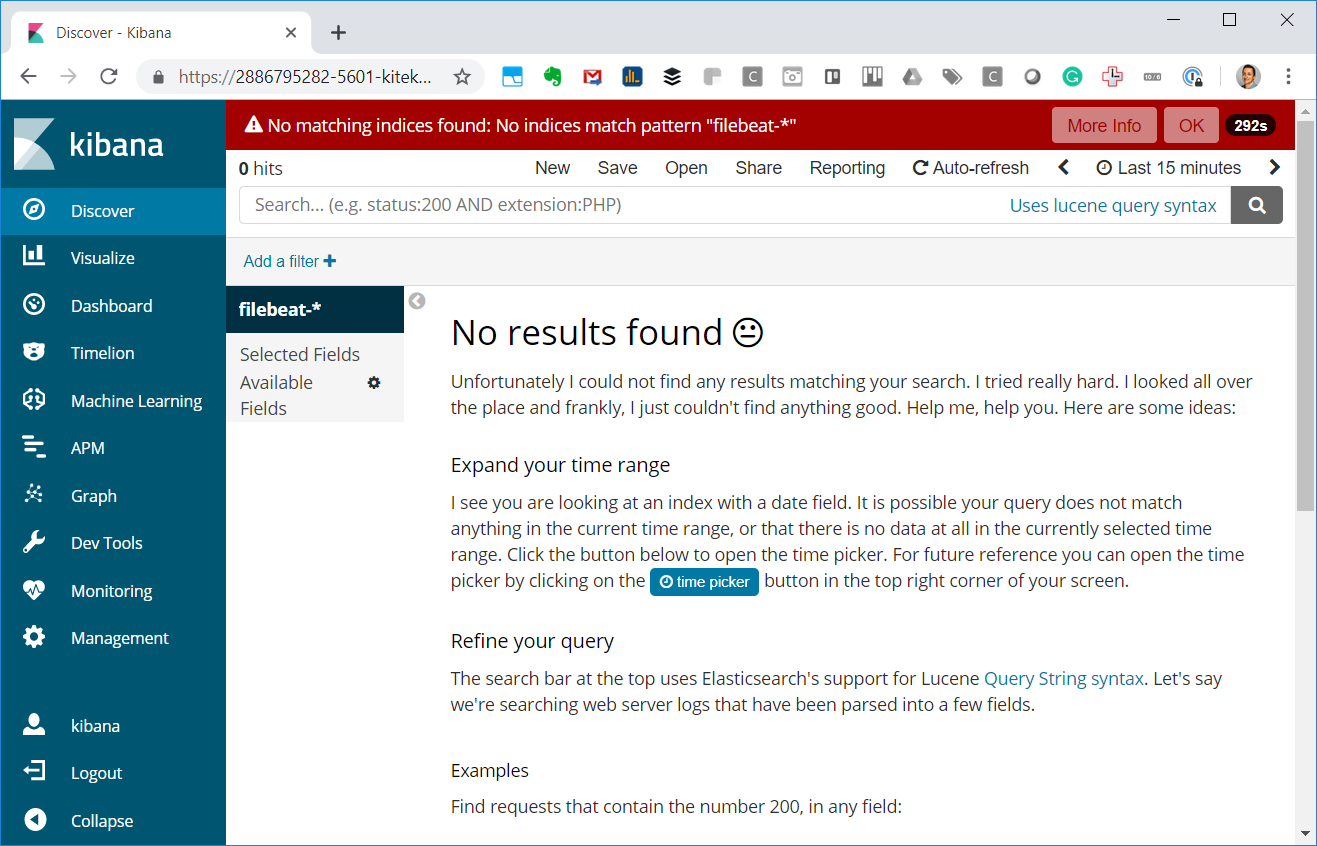 Discover - Kibana
https://2886795282-5601-kitek...
kibana
Discover
Visualize
Dashboard
Timelion
Machine Learning
APM
Graph
Dev Tools
Monitoring
Management
kibana
Logout
Collapse
No matching indices found: No indices match pattern "filebeat-*"
More Info
OK
292s
0 hits
New Save Open Share Reporting Auto-refresh Last 15 minutes
Search... (e.g. status:200 AND extension:PHP)
Uses lucene query syntax
Add a filter
filebeat-*
Selected Fields
Available
Fields
No results found
Unfortunately I could not find any results matching your search. I tried really hard. I looked all over
the place and frankly, I just couldn't find anything good. Help me, help you. Here are some ideas:
Expand your time range
I see you are looking at an index with a date field. It is possible your query does not match
anything in the current time range, or that there is no data at all in the currently selected time
range. Click the button below to open the time picker. For future reference you can open the time
picker by clicking on the time picker button in the top right corner of your screen.
Refine your query
The search bar at the top uses Elasticsearch's support for Lucene Query String syntax. Let's say
we're searching web server logs that have been parsed into a few fields.
Examples
Find requests that contain the number 200, in any field: